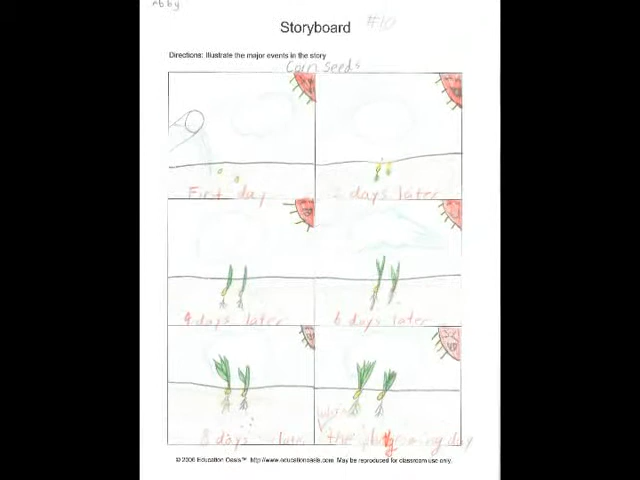 Abby
Storyboard #10
Directions: Illustrate the major events in the story
Corn seeds
First day
2 days later
4 days later
6 days later
8 days later
the day
© 2006 Education Oasis™ http://www.educationoasis.com May be reproduced for classroom use only.